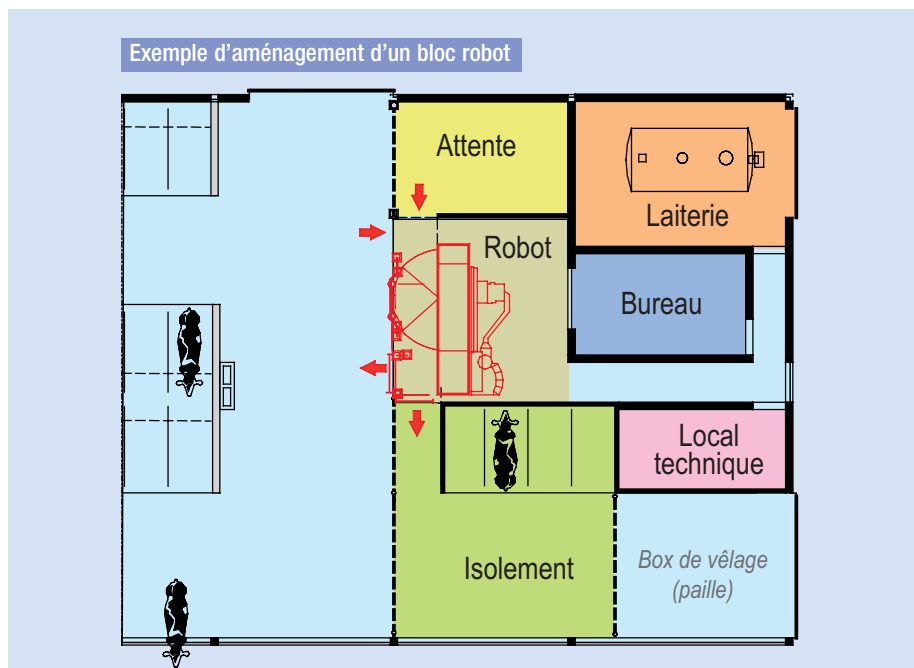 Exemple d'aménagement d'un bloc robot
Attente
Laiterie
Robot
Bureau
Local
technique
Isolement
Box de vêlage
(paille)